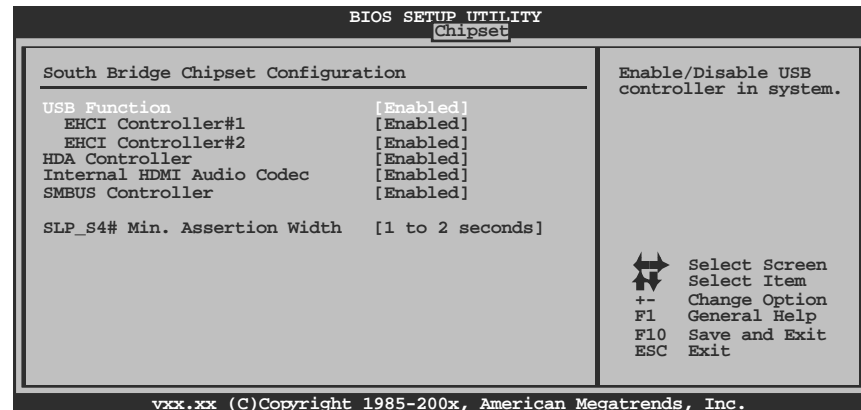 BIOS SETUP UTILITY
Chipset
South Bridge Chipset Configuration
USB Function [Enabled]
EHCI Controller#1 [Enabled]
EHCI Controller#2 [Enabled]
HDA Controller [Enabled]
Internal HDMI Audio Codec [Enabled]
SMBUS Controller [Enabled]
SLP_S4# Min. Assertion Width [1 to 2 seconds]
Enable/Disable USB
controller in system.
Select Screen
Select Item
+- Change Option
F1 General Help
F10 Save and Exit
ESC Exit
vxx.xx (C)Copyright 1985-200x, American Megatrends, Inc.